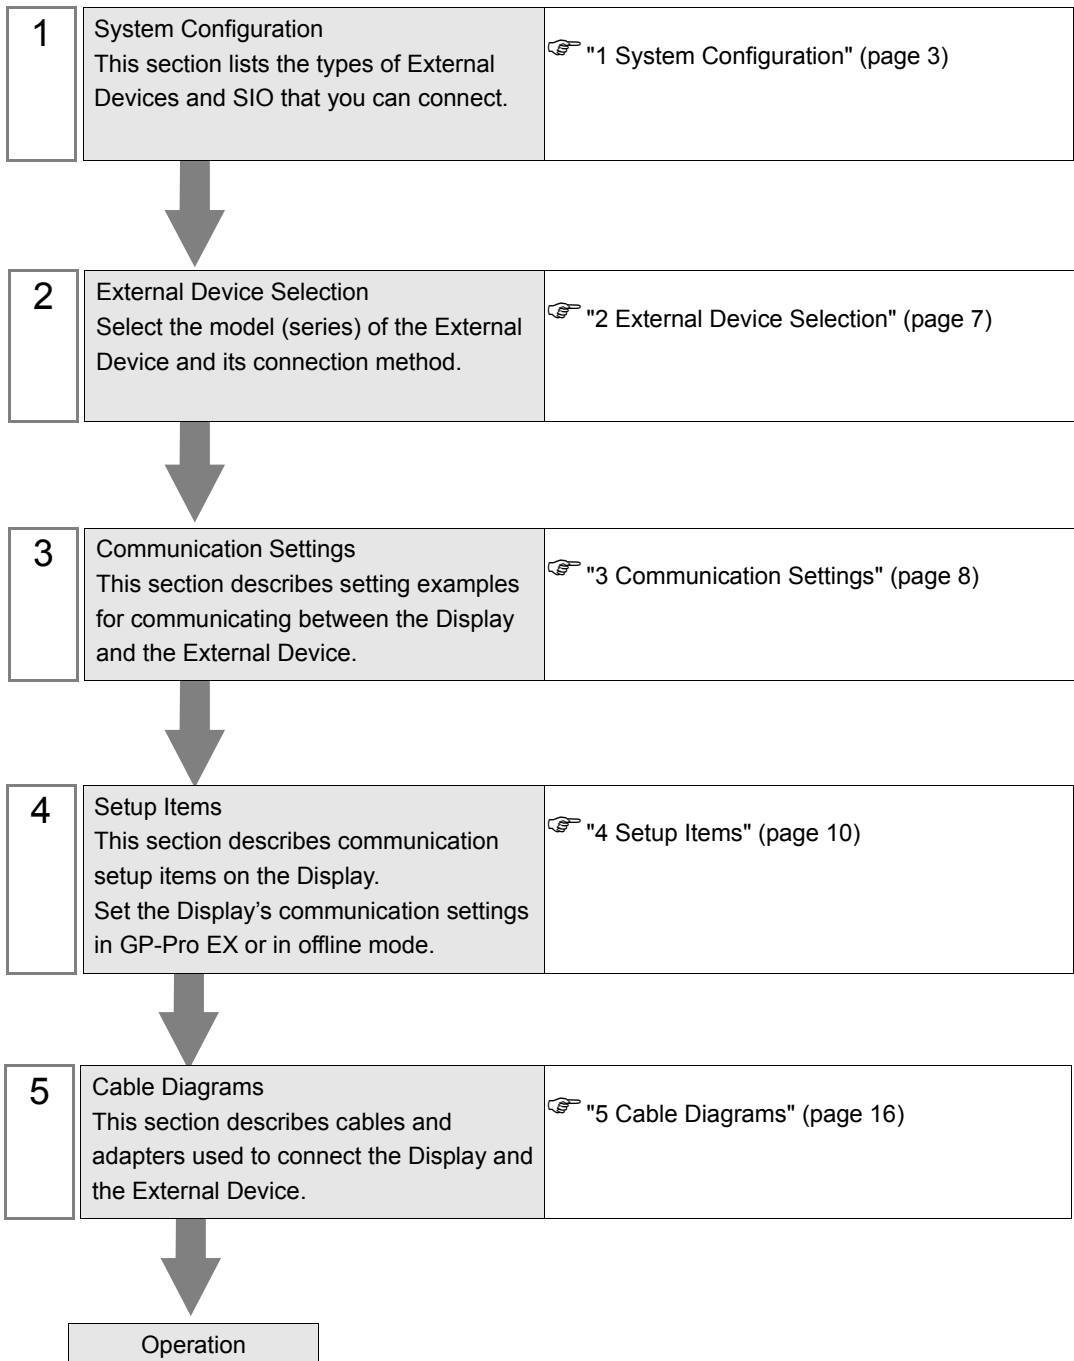 1
System Configuration
This section lists the types of External
Devices and SIO that you can connect.
"1 System Configuration" (page 3)
2
External Device Selection
Select the model (series) of the External
Device and its connection method.
"2 External Device Selection" (page 7)
3
Communication Settings
This section describes setting examples
for communicating between the Display
and the External Device.
"3 Communication Settings" (page 8)
4
Setup Items
This section describes communication
setup items on the Display.
Set the Display’s communication settings
in GP-Pro EX or in offline mode.
"4 Setup Items" (page 10)
5
Cable Diagrams
This section describes cables and
adapters used to connect the Display and
the External Device.
"5 Cable Diagrams" (page 16)
Operation